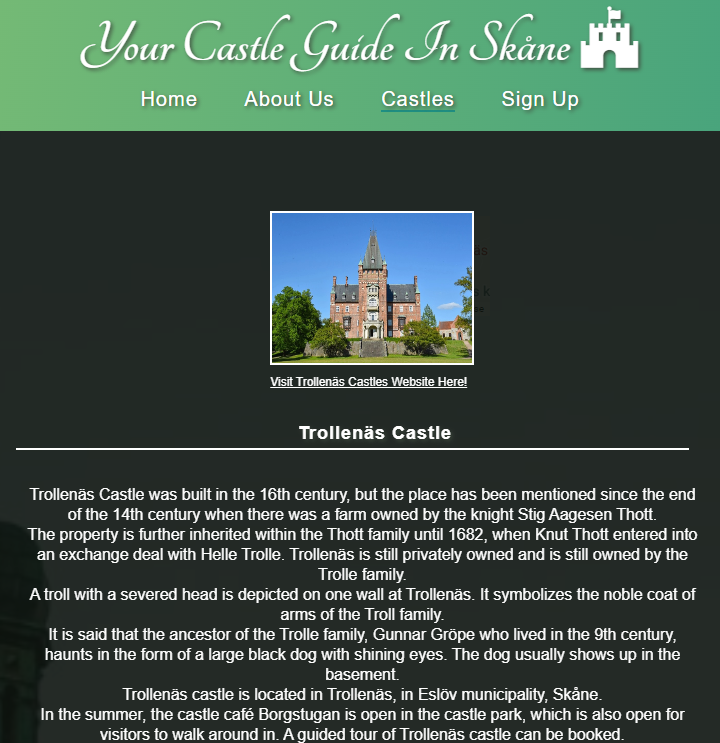 Your Castle Guide In Skåne
Home About Us Castles Sign Up
Visit Trollenäs Castles Website Here!
Trollenäs Castle
Trollenäs Castle was built in the 16th century, but the place has been mentioned since the end
of the 14th century when there was a farm owned by the knight Stig Aagesen Thott.
The property is further inherited within the Thott family until 1682, when Knut Thott entered into
an exchange deal with Helle Trolle. Trollenäs is still privately owned and is still owned by the
Trolle family.
A troll with a severed head is depicted on one wall at Trollenäs. It symbolizes the noble coat of
arms of the Troll family.
It is said that the ancestor of the Trolle family, Gunnar Gröpe who lived in the 9th century,
haunts in the form of a large black dog with shining eyes. The dog usually shows up in the
basement.
Trollenäs castle is located in Trollenäs, in Eslöv municipality, Skåne.
In the summer, the castle café Borgstugan is open in the castle park, which is also open for
visitors to walk around in. A guided tour of Trollenäs castle can be booked.